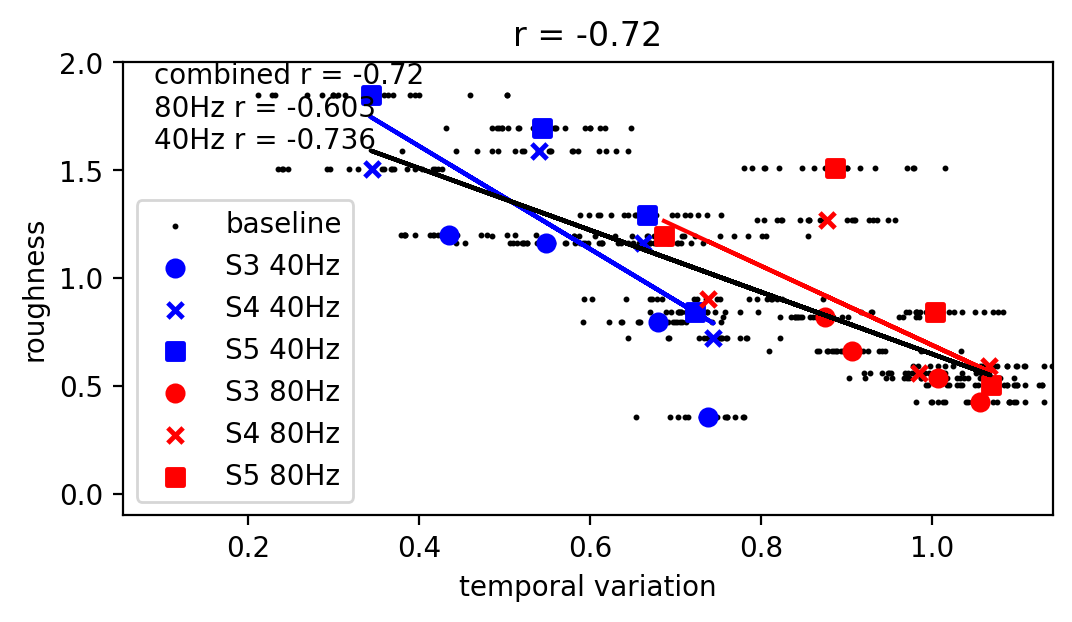 r = -0.72
combined r = -0.72
80Hz r = -0.603
40Hz r = -0.736
baseline
S3 40Hz
S4 40Hz
S5 40Hz
S3 80Hz
S4 80Hz
S5 80Hz
roughness
2.0
1.5
1.0
0.5
0.0
0.2 0.4 0.6 0.8 1.0
temporal variation